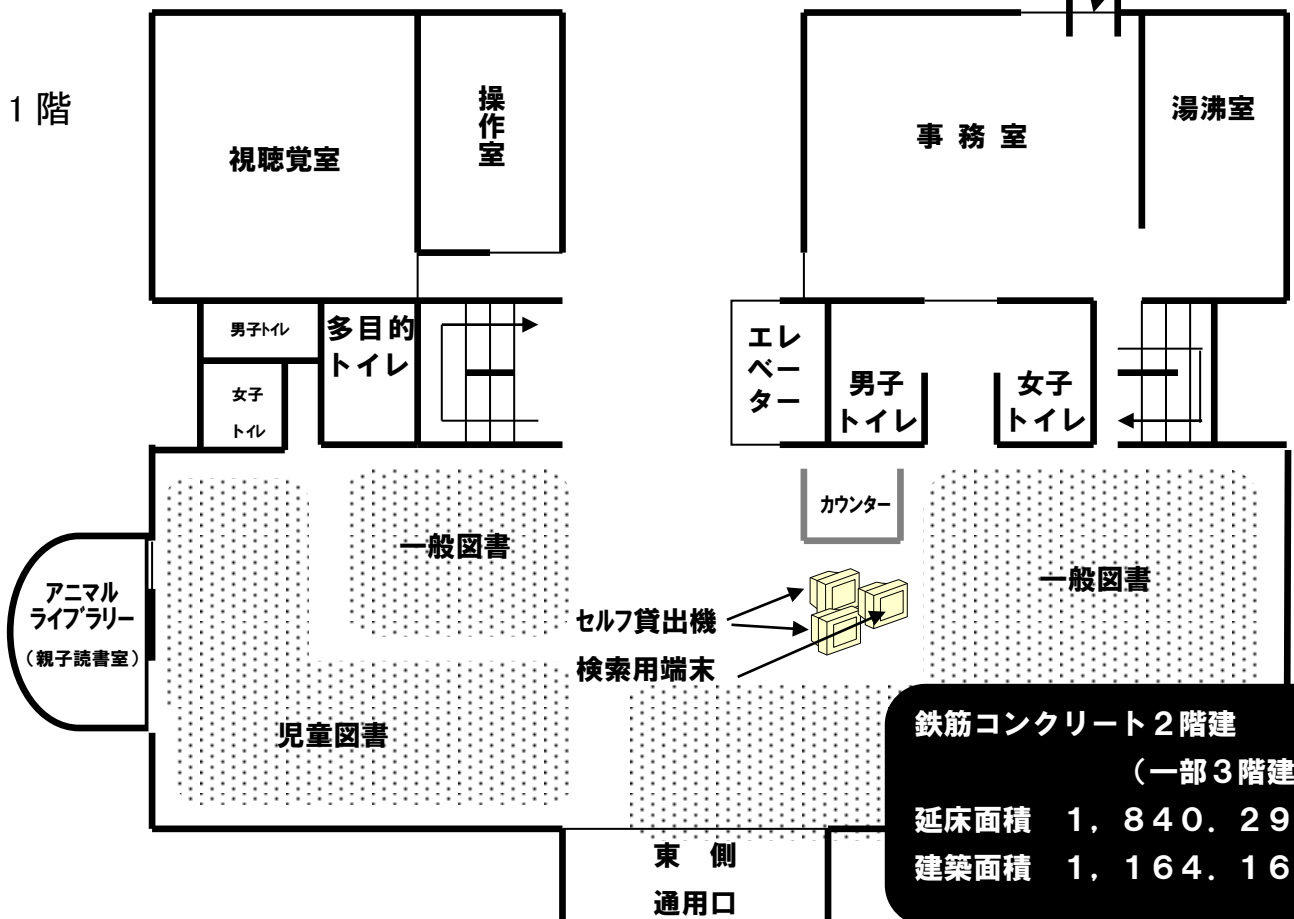 1階
視聴覚室
操作室
事務室
湯沸室
男子トイレ
女子
トイレ
多目的
トイレ
エレ
ベー
ター
男子
トイレ
女子
トイレ
カウンター
一般図書
一般図書
アニマル
ライブラリー
(親子読書室)
セルフ貸出機
検索用端末
児童図書
鉄筋コンクリート2階建
(一部3階建
延床面積 1,840.29
建築面積 1,164.16
東側
通用口